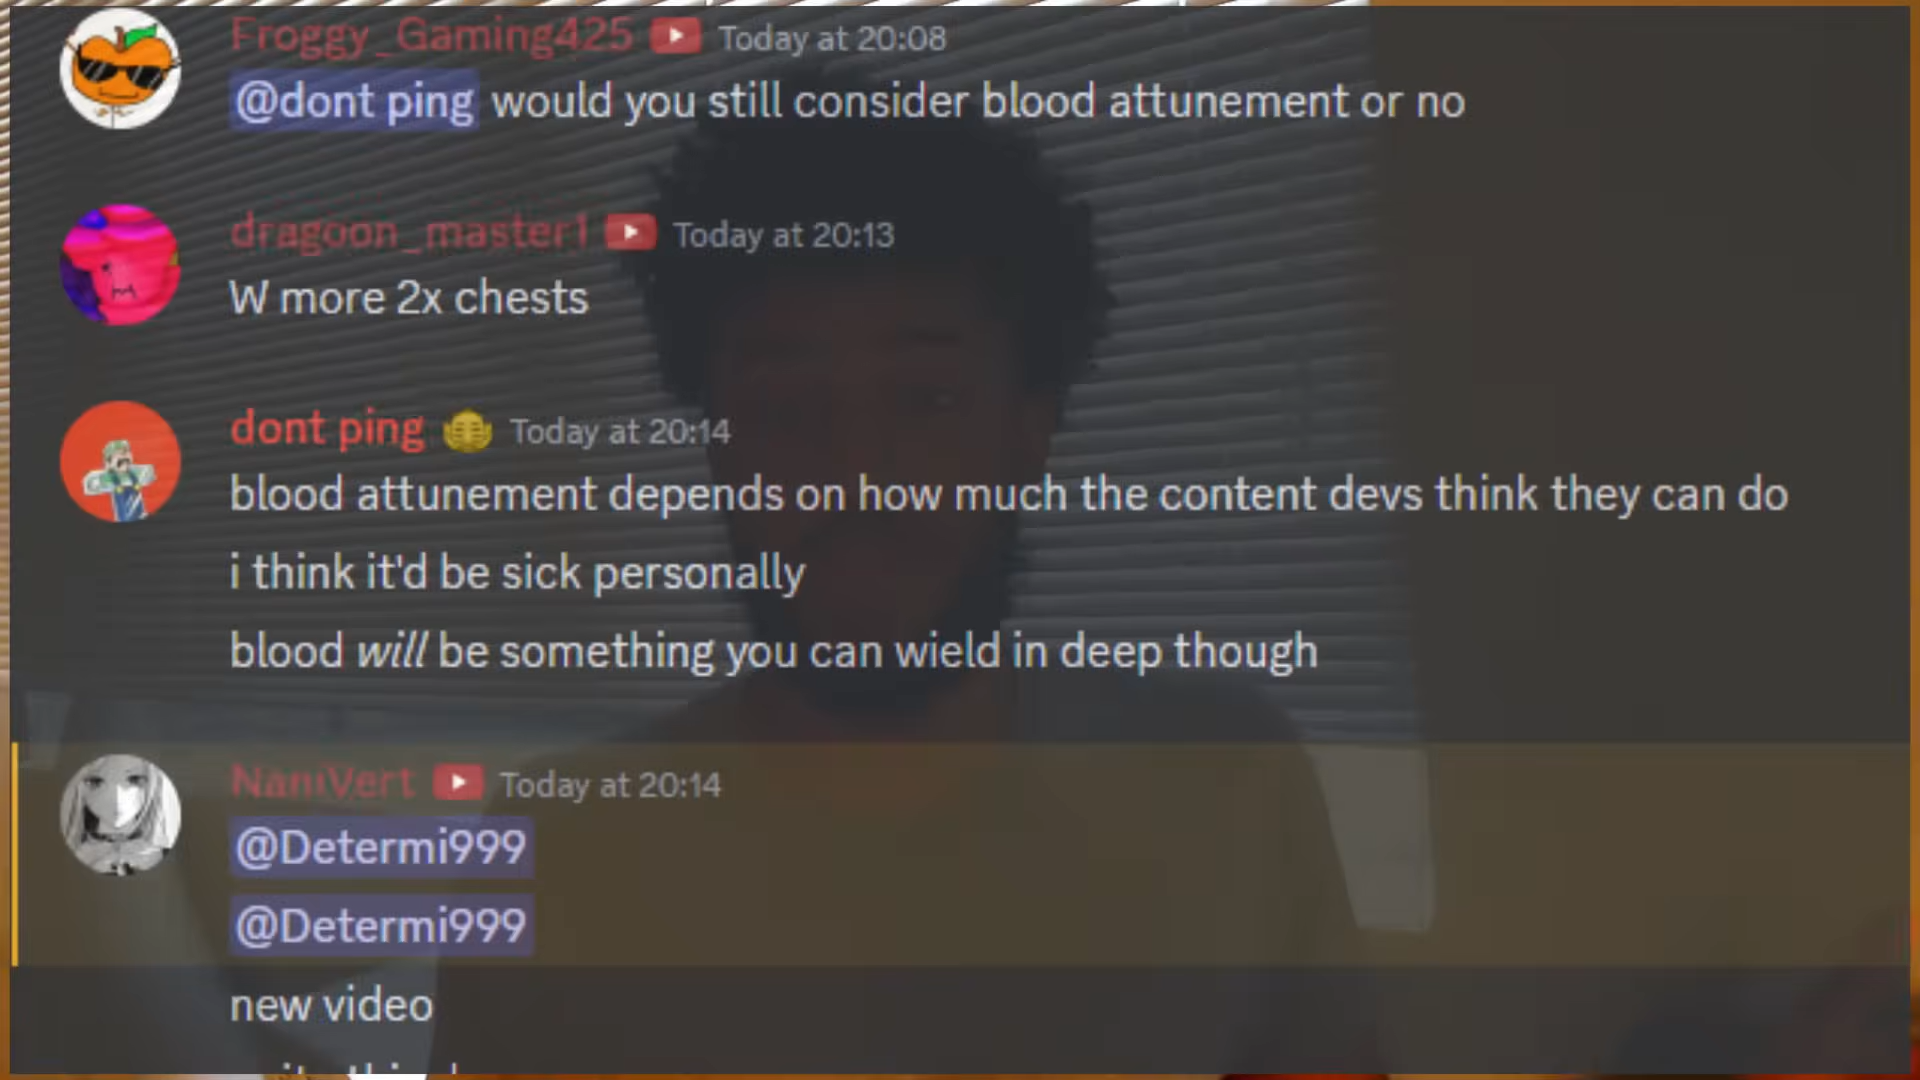 Froggy_Gaming425 Today at 20:08
@dont ping would you still consider blood attunement or no
dragoon_master1 Today at 20:13
W more 2x chests
dont ping Today at 20:14
blood attunement depends on how much the content devs think they can do
i think it'd be sick personally
blood will be something you can wield in deep though
NaniVert Today at 20:14
@Determi999
@Determi999
new video